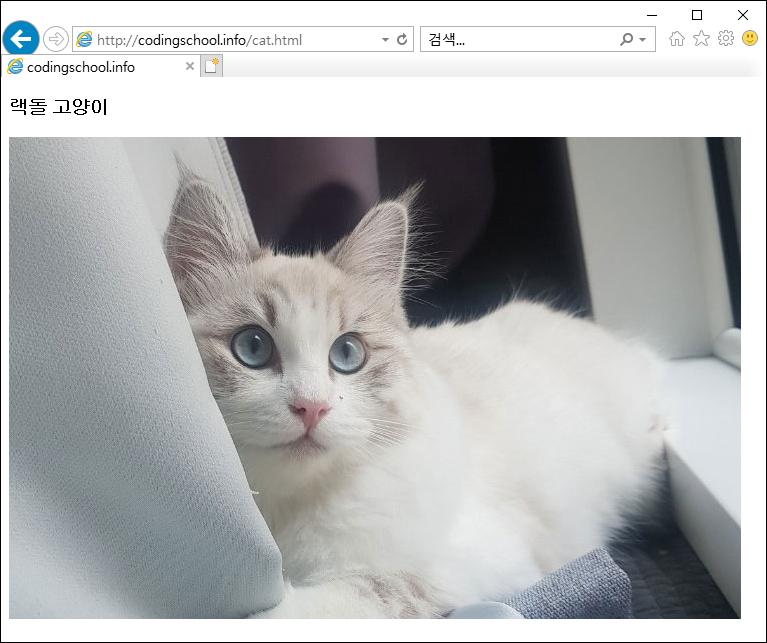 http://codingschool.info/cat.html
검색...
codingschool.info
랙돌 고양이